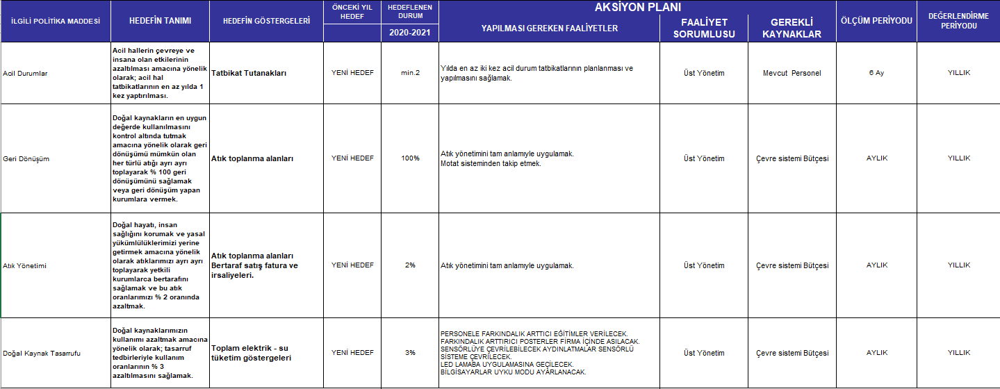 İLGİLİ POLİTİKA MADDESİ
HEDEFİN TANIMI
HEDEFİN GÖSTERGELERİ
ÖNCEKİ YIL
HEDEF
HEDEFLENEN
DURUM
2020-2021
AKSİYON PLANI
YAPILMASI GEREKEN FAALİYETLER
FAALİYET
SORUMLUSU
GEREKLİ
KAYNAKLAR
ÖLÇÜM PERİYODU
DEĞERLENDİRME
PERİYODU
Acil Durumlar
Acil hallerin çevreye ve
insana olan etkilerinin
azaltılması amacına yönelik
olarak; acil hal
tatbikatlarının en az yılda 1
kez yaptırılması.
Tatbikat Tutanakları
YENİ HEDEF
min.2
Yılda en az iki kez acil durum tatbikatlarının planlanması ve
yapılmasını sağlamak.
Üst Yönetim
Mevcut Personel
6 Ay
YILLIK
Geri Dönüşüm
Doğal kaynakların en uygun
değerde kullanılmasını
kontrol altında tutmak
amacına yönelik olarak geri
dönüşümü mümkün olan
her türlü atığı ayrı ayrı
toplayarak % 100 geri
dönüşümünü sağlamak
veya geri dönüşüm yapan
kurumlara vermek.
Atık toplanma alanları
YENİ HEDEF
100%
Atık yönetimini tam anlamıyle uygulamak.
Motat sisteminden takip etmek.
Üst Yönetim
Çevre sistemi Bütçesi
AYLIK
YILLIK
Atık Yönetimi
Doğal hayatı, insan
sağlığını korumak ve yasal
yükümlülüklerimizi yerine
getirmek amacına yönelik
olarak atıklarımızı ayrı ayrı
toplayarak yetkili
kurumlarca bertarafını
sağlamak ve bu atık
oranlarımızı % 2 oranında
azaltmak.
Atık toplanma alanları
Bertaraf satış fatura ve
irsaliyeleri.
YENİ HEDEF
2%
Atık yönetimini tam anlamıyle uygulamak.
Üst Yönetim
Çevre sistemi Bütçesi
AYLIK
YILLIK
Doğal Kaynak Tasarrufu
Doğal kaynaklarımızın
kullanımı azaltmak amacına
yönelik olarak; tasarruf
tedbirleriyle kullanım
oranlarının % 3
azaltılmasını sağlamak.
Toplam elektrik - su
tüketim göstergeleri
YENİ HEDEF
3%
PERSONELE FARKINDALIK ARTTICI EĞİTİMLER VERİLECEK.
FARKINDALIK ARTTIRICI POSTERLER FİRMA İÇİNDE ASILACAK.
SENSÖRLÜYE ÇEVRİLEBİLECEK AYDINLATMALAR SENSÖRLÜ
SİSTEME ÇEVRİLECEK.
LED LAMABA UYGULAMASINA GEÇİLECEK.
BİLGİSAYARLAR UYKU MODU AYARLANACAK.
Üst Yönetim
Çevre sistemi Bütçesi
AYLIK
YILLIK